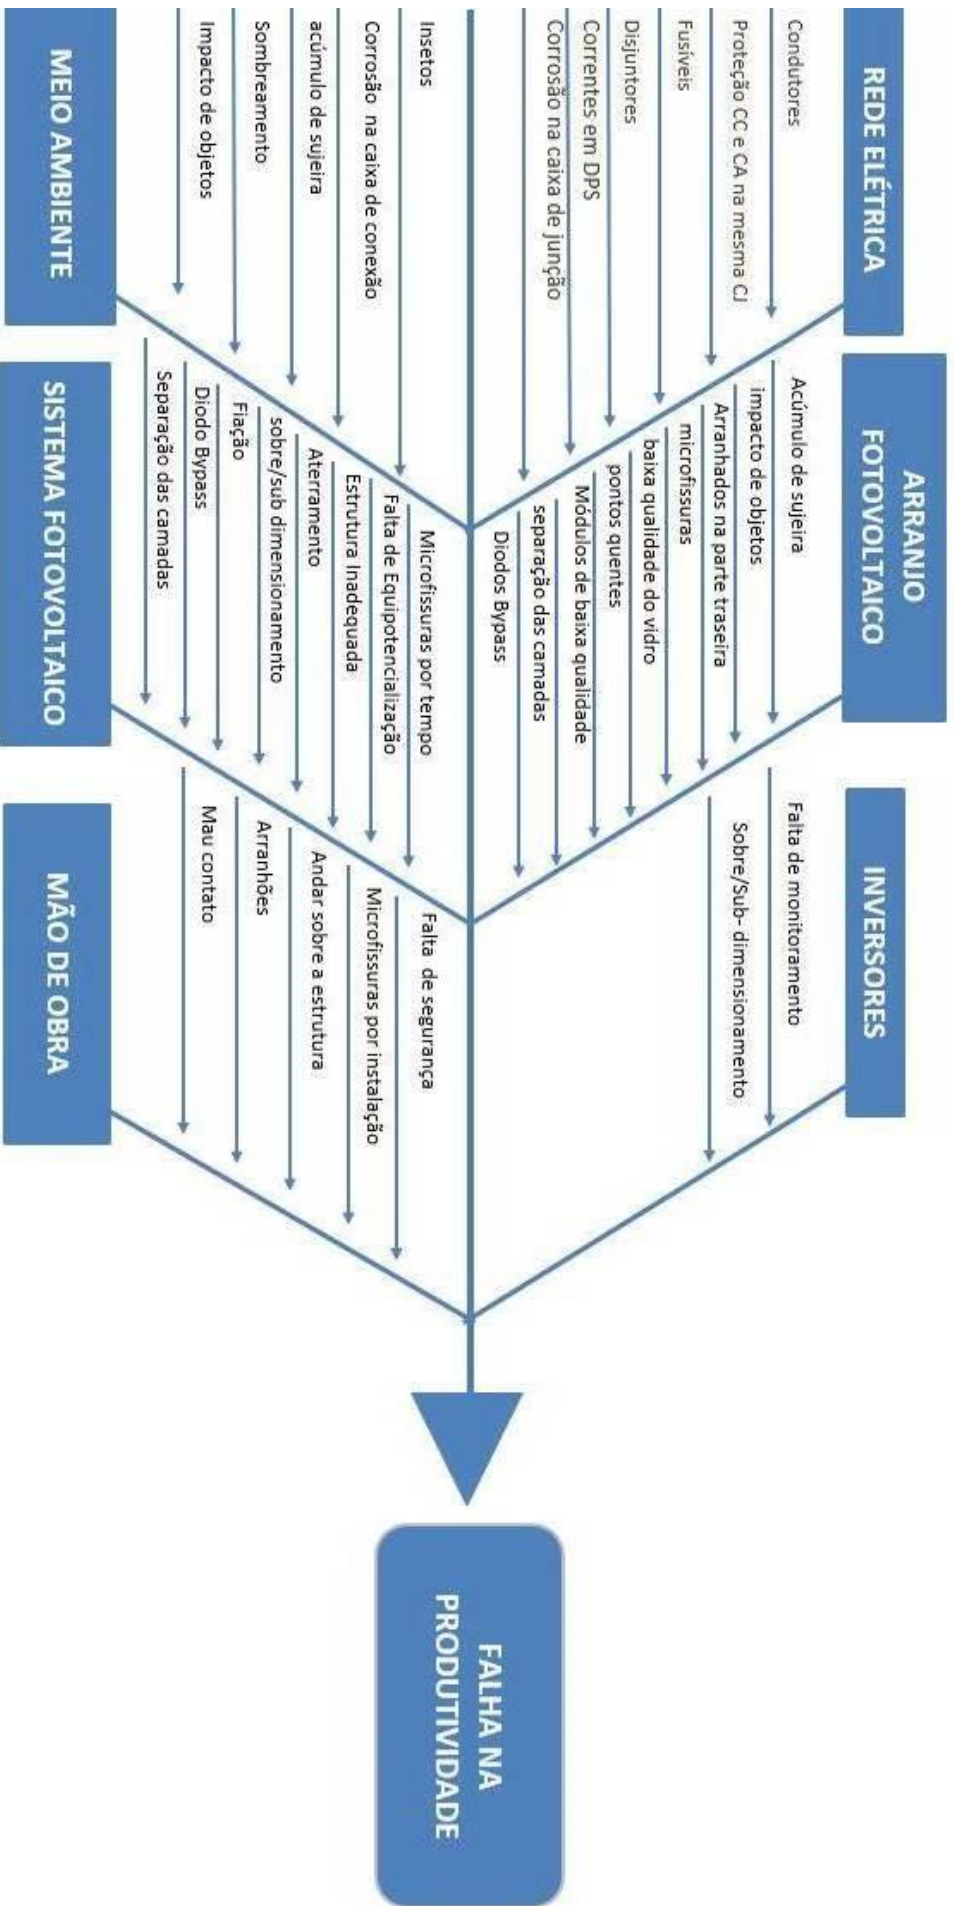 REDE ELÉTRICA
Condutores
Proteção CC e CA na mesma CJ
Fusíveis
Disjuntores
Correntes em DPS
Corrosão na caixa de junção
ARRANJO
FOTOVOLTAICO
Acúmulo de sujeira
impacto de objetos
Arranhados na parte traseira
microfissuras
baixa qualidade do vidro
pontos quentes
Módulos de baixa qualidade
separação das camadas
Diodos Bypass
INVERSORES
Falta de monitoramento
Sobre/Sub- dimensionamento
Insetos
Corrosão na caixa de conexão
acúmulo de sujeira
Sombreamento
Impacto de objetos
MEIO AMBIENTE
Microfissuras por tempo
Falta de Equipotencialização
Estrutura Inadequada
Aterramento
sobre/sub dimensionamento
Fiação
Diodo Bypass
Separação das camadas
SISTEMA FOTOVOLTAICO
Falta de segurança
Microfissuras por instalação
Andar sobre a estrutura
Arranhões
Mau contato
MÃO DE OBRA
FALHA NA
PRODUTIVIDADE